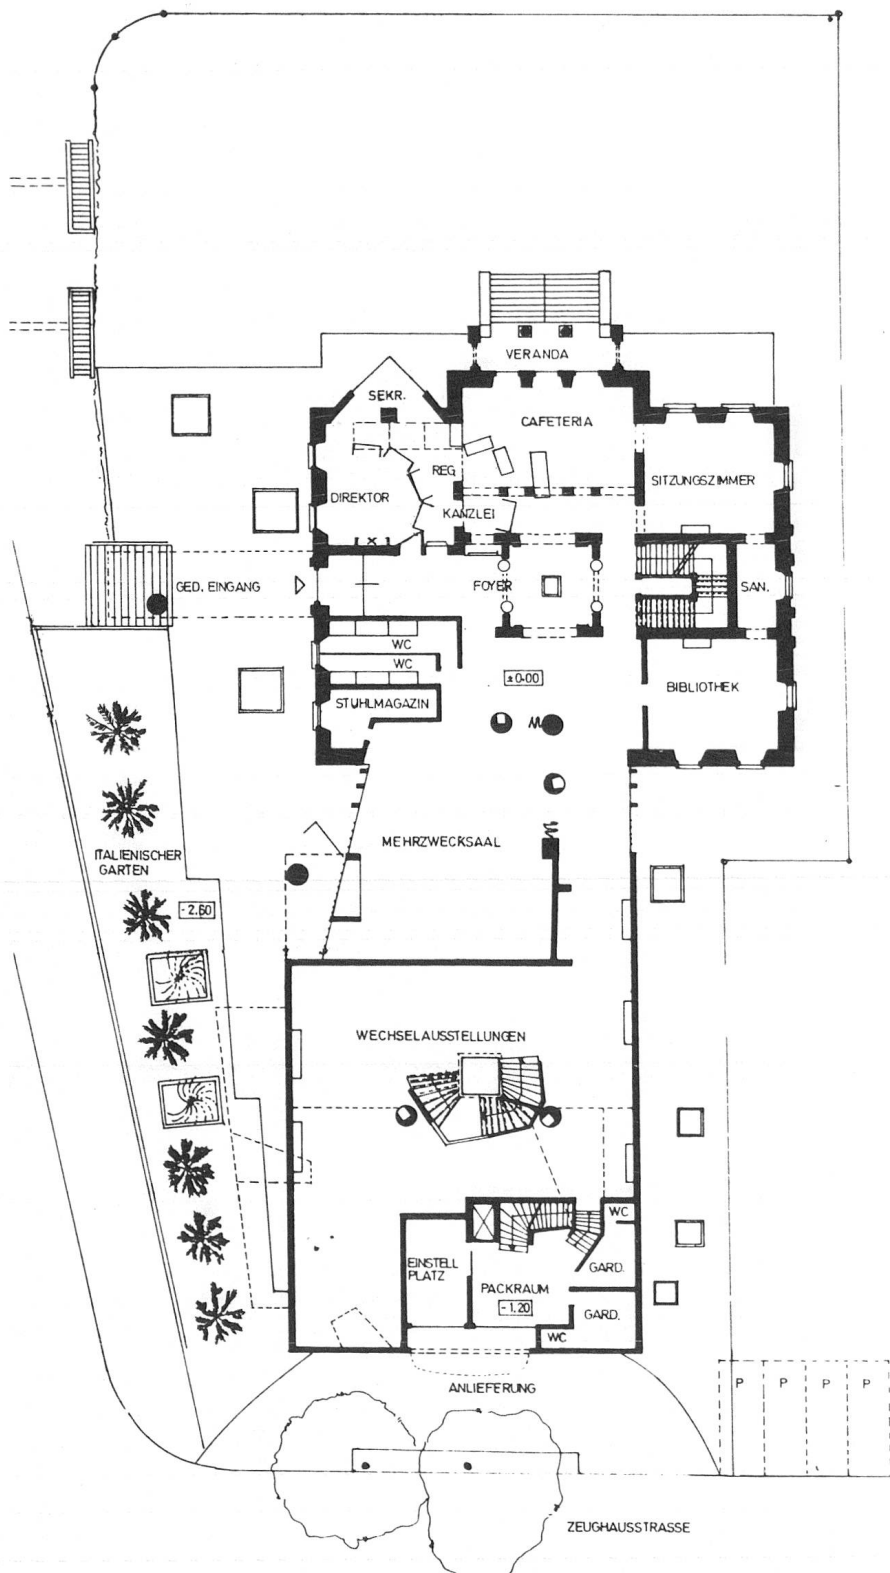 VERANDA
SEKR.
CAFETERIA
REG.
SITZUNGSZIMMER
DIREKTOR
KANZLEI
GED. EINGANG
FOYER
SAN.
WC
WC
±0.00
BIBLIOTHEK
STUHLMAGAZIN
MEHRZWECKSAAL
ITALIENISCHER
GARTEN
-2.60
WECHSELAUSSTELLUNGEN
WC
EINSTELL
PLATZ
GARD.
PACKRAUM
-1.20
GARD.
WC
ANLIEFERUNG
P P P P
ZEUGHAUSSTRASSE